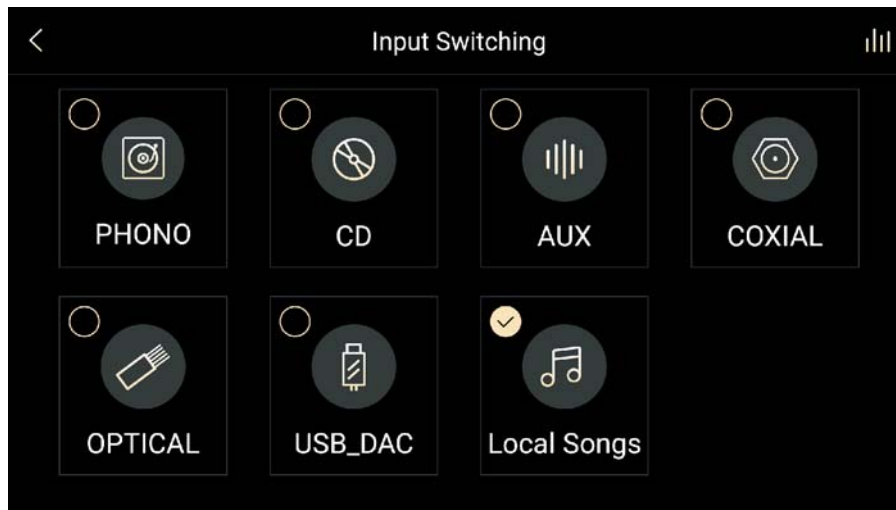 Input Switching
PHONO
CD
AUX
COXIAL
OPTICAL
USB_DAC
Local Songs